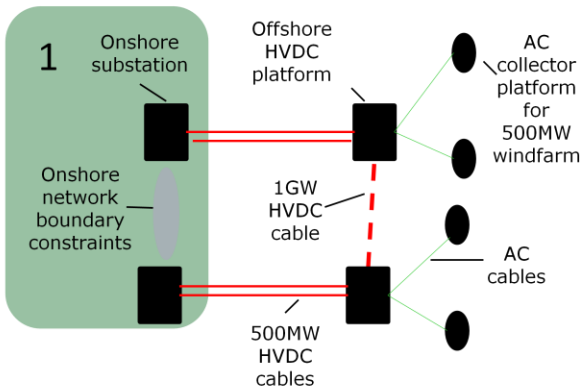 1
Onshore
substation
Offshore
HVDC
platform
AC
collector
platform
for
500MW
windfarm
Onshore
network
boundary
constraints
1GW
HVDC
cable
AC
cables
500MW
HVDC
cables